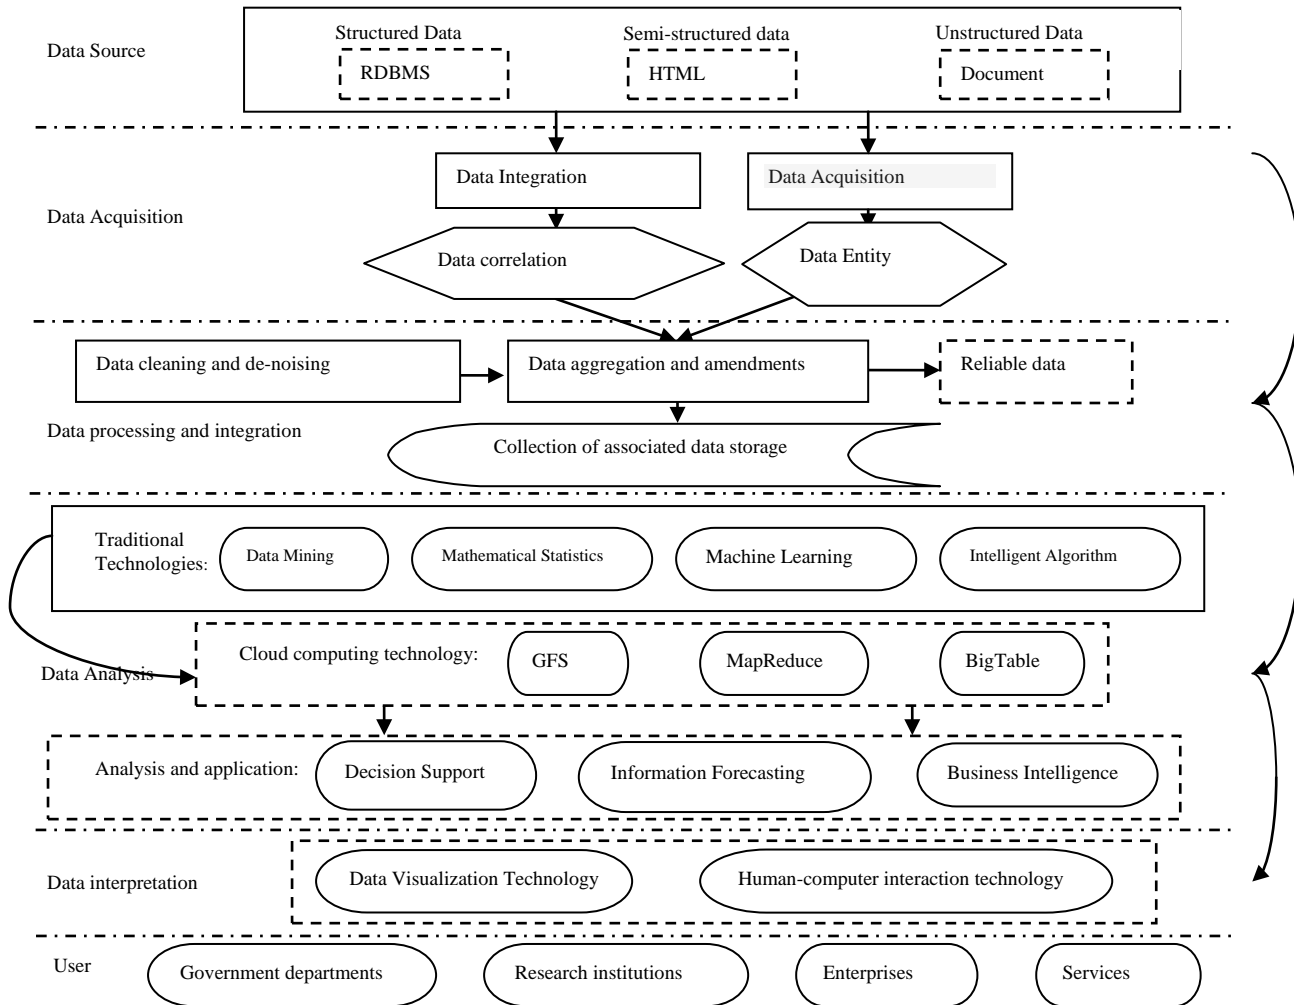 Data Source
Structured Data
Semi-structured data
Unstructured Data
RDBMS
HTML
Document
Data Acquisition
Data Integration
Data Acquisition
Data correlation
Data Entity
Data processing and integration
Data cleaning and de-noising
Data aggregation and amendments
Reliable data
Collection of associated data storage
Data Analysis
Traditional
Technologies:
Data Mining
Mathematical Statistics
Machine Learning
Intelligent Algorithm
Cloud computing technology:
GFS
MapReduce
BigTable
Analysis and application:
Decision Support
Information Forecasting
Business Intelligence
Data interpretation
Data Visualization Technology
Human-computer interaction technology
User
Government departments
Research institutions
Enterprises
Services